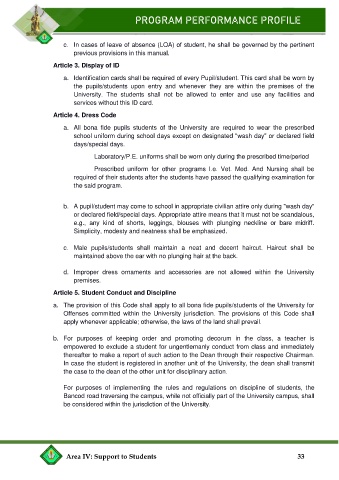 PROGRAM PERFORMANCE PROFILE
c. In cases of leave of absence (LOA) of student, he shall be governed by the pertinent
previous provisions in this manual.
Article 3. Display of ID
a. Identification cards shall be required of every Pupil/student. This card shall be worn by
the pupils/students upon entry and whenever they are within the premises of the
University. The students shall not be allowed to enter and use any facilities and
services without this ID card.
Article 4. Dress Code
a. All bona fide pupils students of the University are required to wear the prescribed
school uniform during school days except on designated "wash day" or declared field
days/special days.
Laboratory/P.E. uniforms shall be worn only during the prescribed time/period
Prescribed uniform for other programs I.e. Vet. Med. And Nursing shall be
required of their students after the students have passed the qualifying examination for
the said program.
b. A pupil/student may come to school in appropriate civilian attire only during "wash day"
or declared field/special days. Appropriate attire means that it must not be scandalous,
e.g., any kind of shorts, leggings, blouses with plunging neckline or bare midriff.
Simplicity, modesty and neatness shall be emphasized.
c. Male pupils/students shall maintain a neat and decent haircut. Haircut shall be
maintained above the ear with no plunging hair at the back.
d. Improper dress ornaments and accessories are not allowed within the University
premises.
Article 5. Student Conduct and Discipline
a. The provision of this Code shall apply to all bona fide pupils/students of the University for
Offenses committed within the University jurisdiction. The provisions of this Code shall
apply whenever applicable; otherwise, the laws of the land shall prevail.
b. For purposes of keeping order and promoting decorum in the class, a teacher is
empowered to exclude a student for ungentlemanly conduct from class and immediately
thereafter to make a report of such action to the Dean through their respective Chairman.
In case the student is registered in another unit of the University, the dean shall transmit
the case to the dean of the other unit for disciplinary action.
For purposes of implementing the rules and regulations on discipline of students, the
Bancod road traversing the campus, while not officially part of the University campus, shall
be considered within the jurisdiction of the University.
Area IV: Support to Students 33